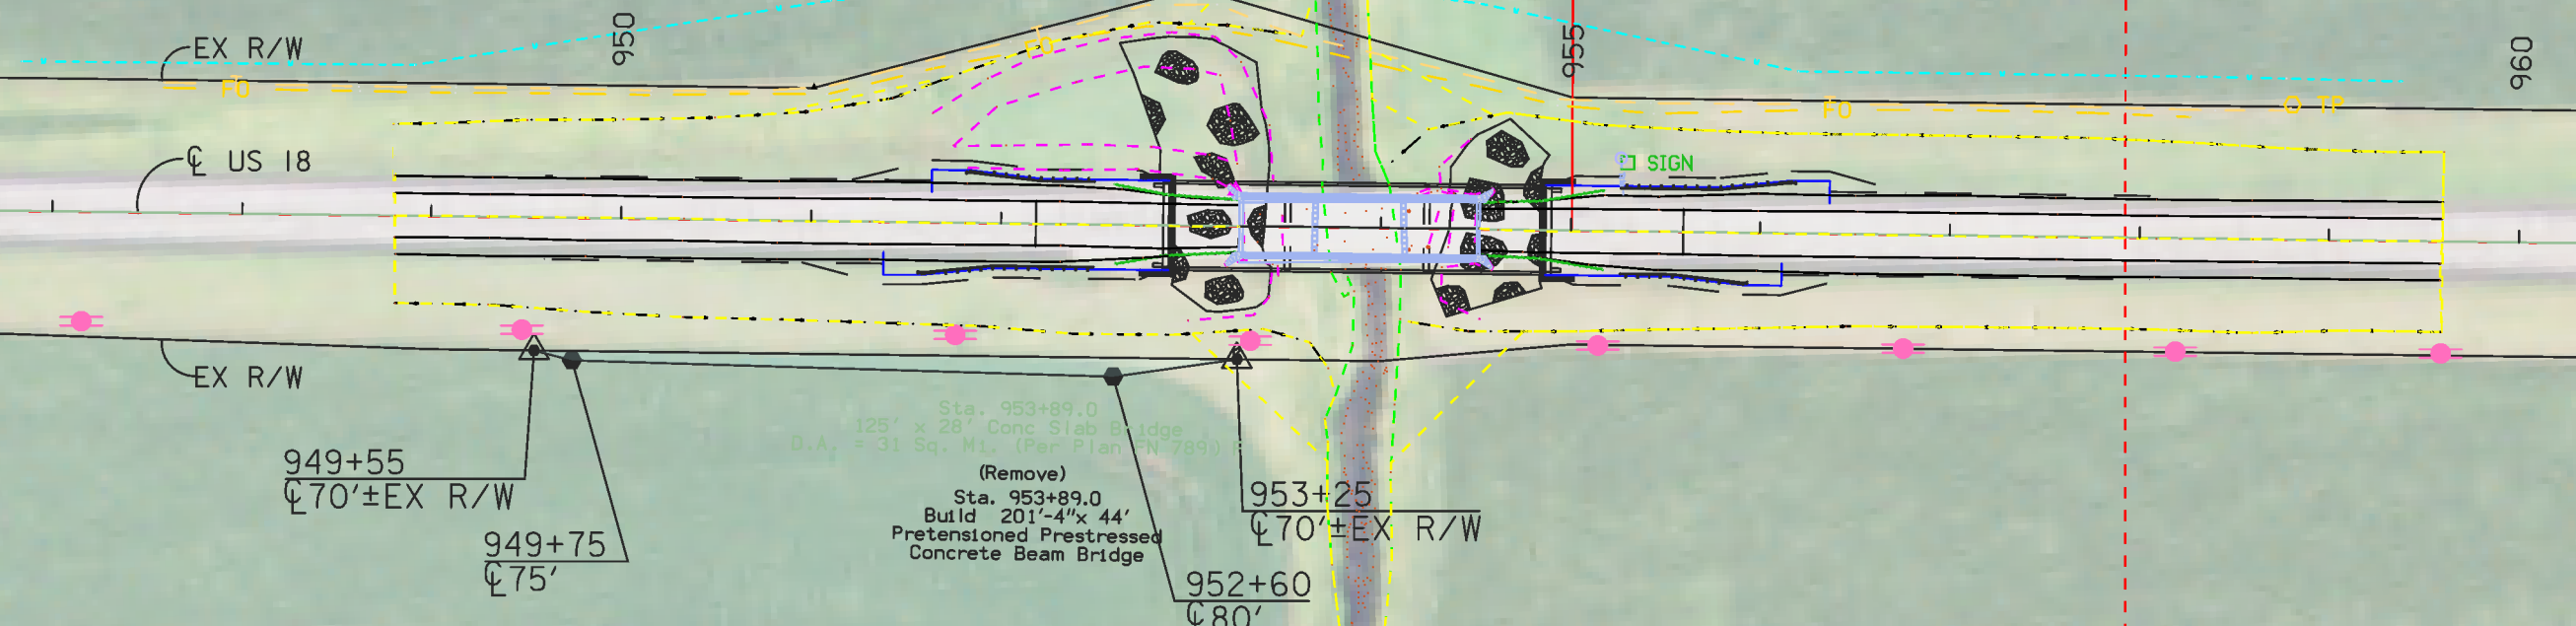 EX R/W
FO
950
FO
955
FO
TP
960
℄ US 18
SIGN
EX R/W
Sta. 953+89.0
125' x 28' Conc Slab Bridge
D.A. = 31 Sq. Mi. (Per Plan FN 789)
(Remove)
Sta. 953+89.0
Build 201'-4"x 44'
Pretensioned Prestressed
Concrete Beam Bridge
949+55
℄70'±EX R/W
949+75
℄75'
953+25
℄70'±EX R/W
952+60
℄80'